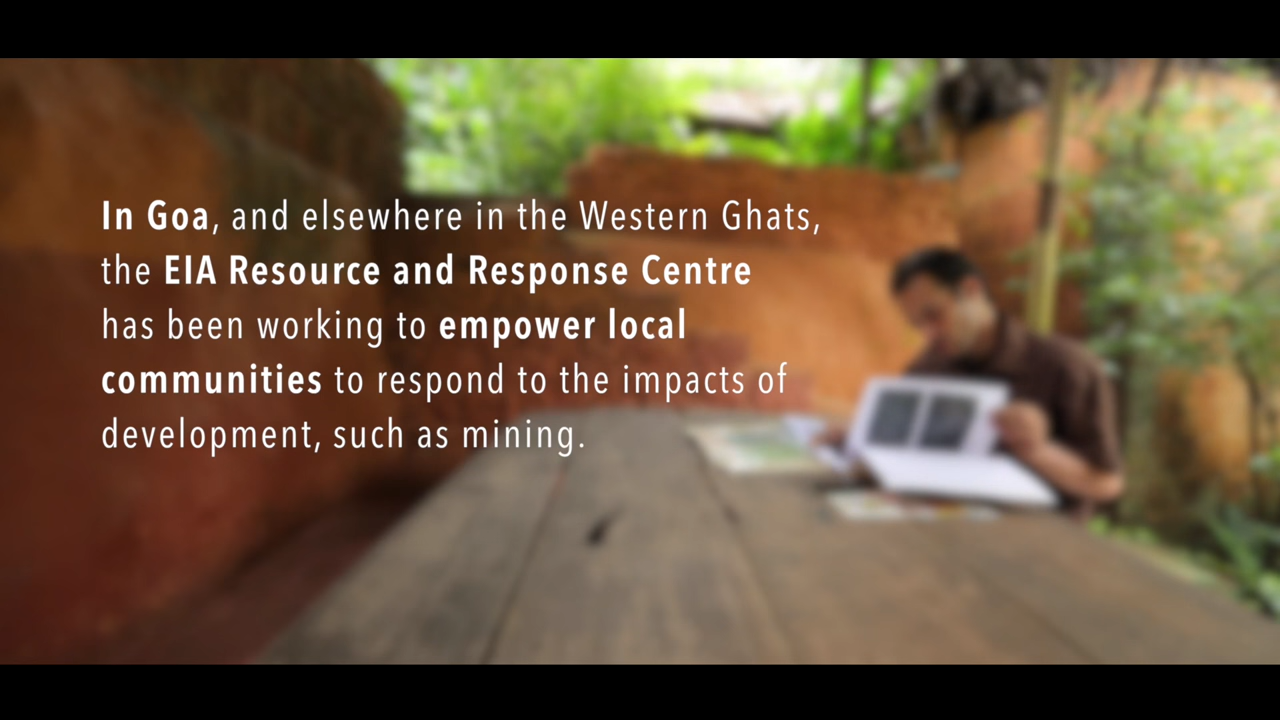 In Goa, and elsewhere in the Western Ghats,
the EIA Resource and Response Centre
has been working to empower local
communities to respond to the impacts of
development, such as mining.